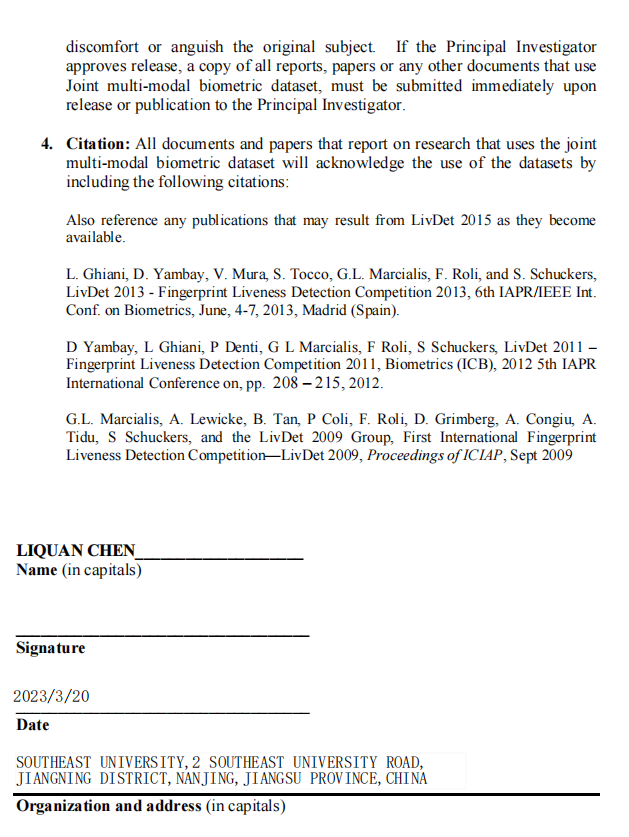 discomfort or anguish the original subject. If the Principal Investigator
approves release, a copy of all reports, papers or any other documents that use
Joint multi-modal biometric dataset, must be submitted immediately upon
release or publication to the Principal Investigator.
4. Citation: All documents and papers that report on research that uses the joint
multi-modal biometric dataset will acknowledge the use of the datasets by
including the following citations:
Also reference any publications that may result from LivDet 2015 as they become
available.
L. Ghiani, D. Yambay, V. Mura, S. Tocco, G.L. Marcialis, F. Roli, and S. Schuckers,
LivDet 2013 - Fingerprint Liveness Detection Competition 2013, 6th IAPR/IEEE Int.
Conf. on Biometrics, June, 4-7, 2013, Madrid (Spain).
D Yambay, L Ghiani, P Denti, G L Marcialis, F Roli, S Schuckers, LivDet 2011 –
Fingerprint Liveness Detection Competition 2011, Biometrics (ICB), 2012 5th IAPR
International Conference on, pp. 208 – 215, 2012.
G.L. Marcialis, A. Lewicke, B. Tan, P Coli, F. Roli, D. Grimberg, A. Congiu, A.
Tidu, S Schuckers, and the LivDet 2009 Group, First International Fingerprint
Liveness Detection Competition—LivDet 2009, Proceedings of ICIAP, Sept 2009
LIQUAN CHEN____________________
Name (in capitals)
Signature
2023/3/20
Date
SOUTHEAST UNIVERSITY, 2 SOUTHEAST UNIVERSITY ROAD,
JIANGNING DISTRICT, NANJING, JIANGSU PROVINCE, CHINA
Organization and address (in capitals)